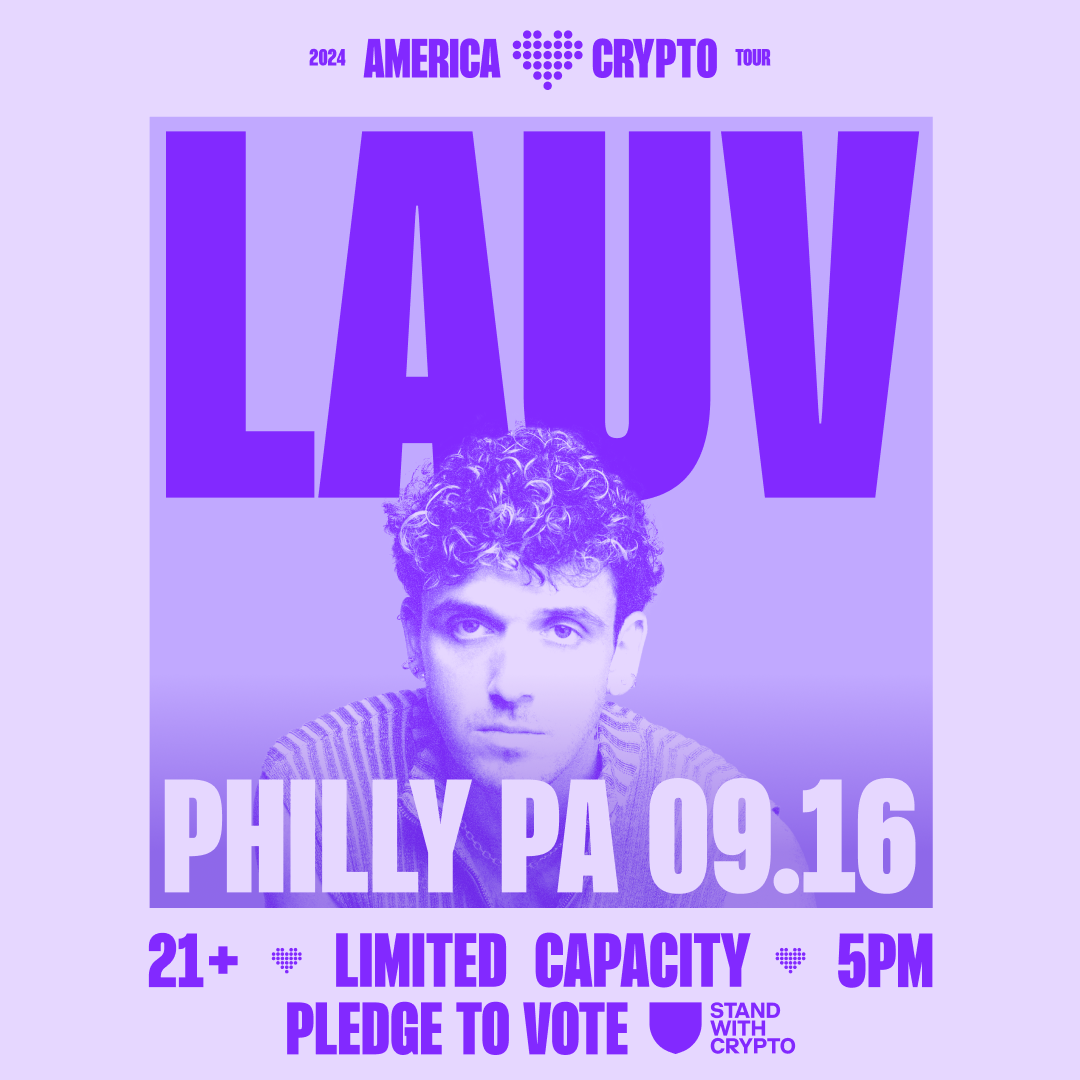 2024 AMERICA CRYPTO TOUR
LAUV
PHILLY PA 09.16
21+ LIMITED CAPACITY 5PM
PLEDGE TO VOTE
STAND
WITH
CRYPTO